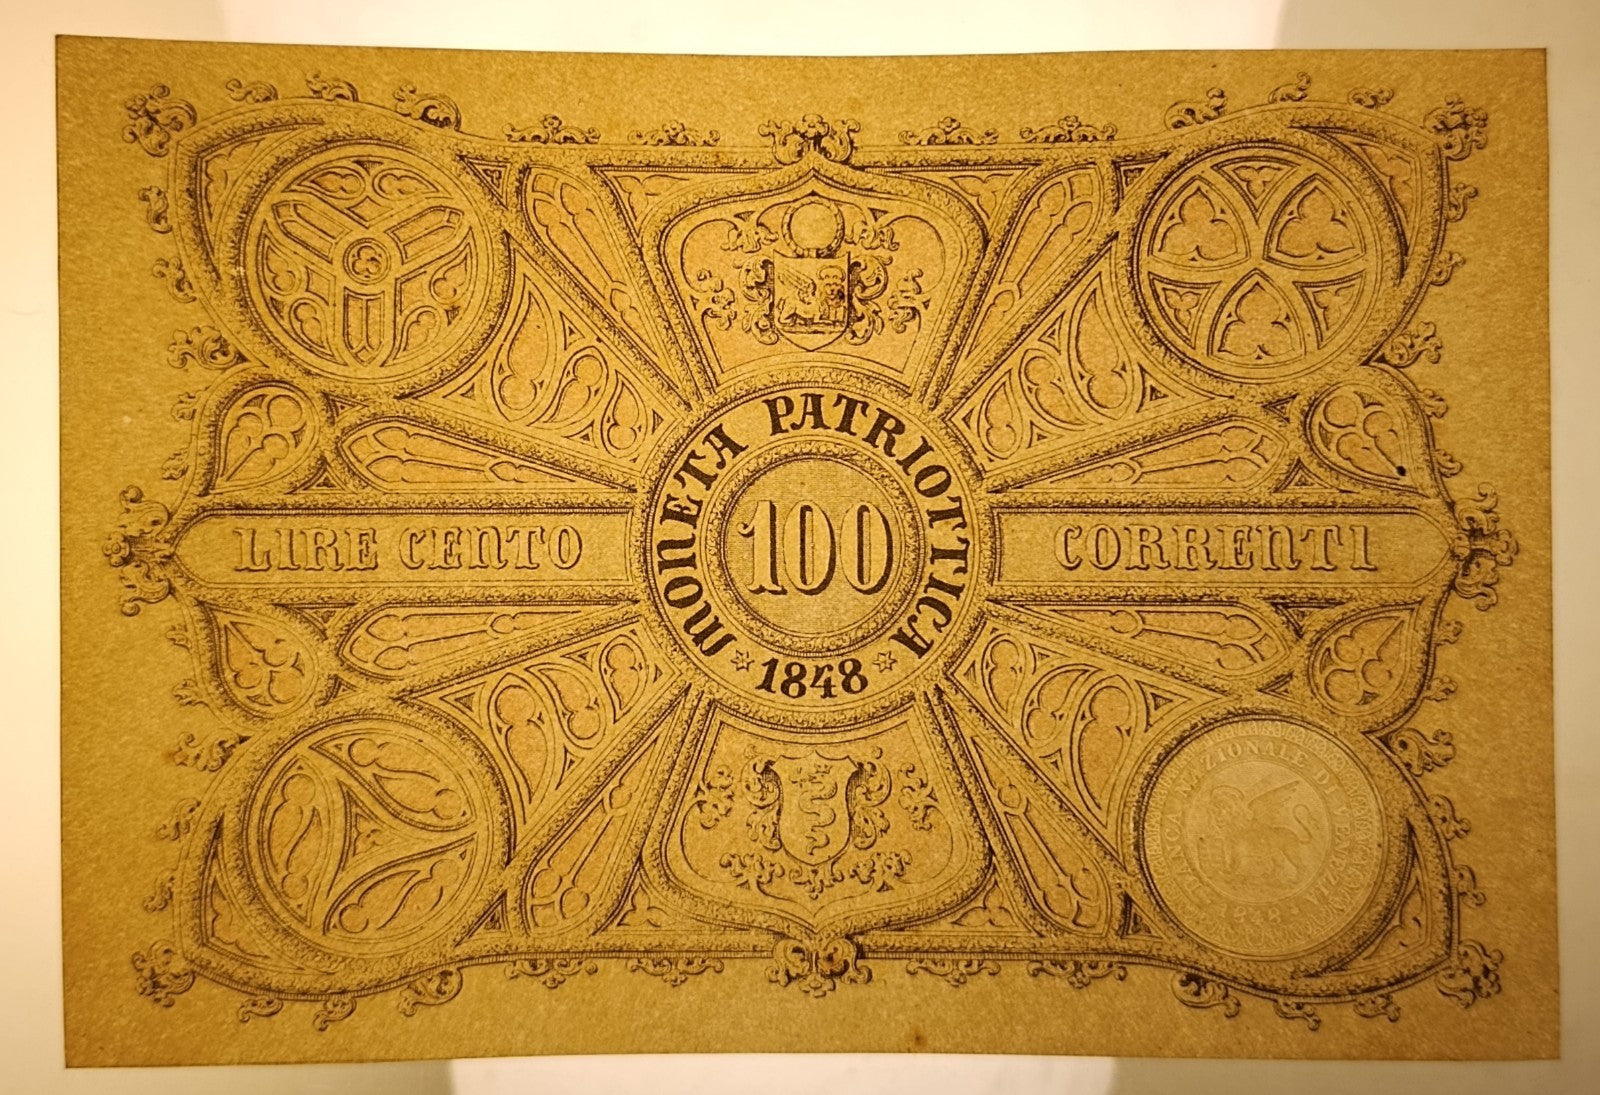 MONETA PATRIOTTICA
LIRE CENTO
100
CORRENTI
1848
BANCA NAZIONALE DI VENEZIA
1848